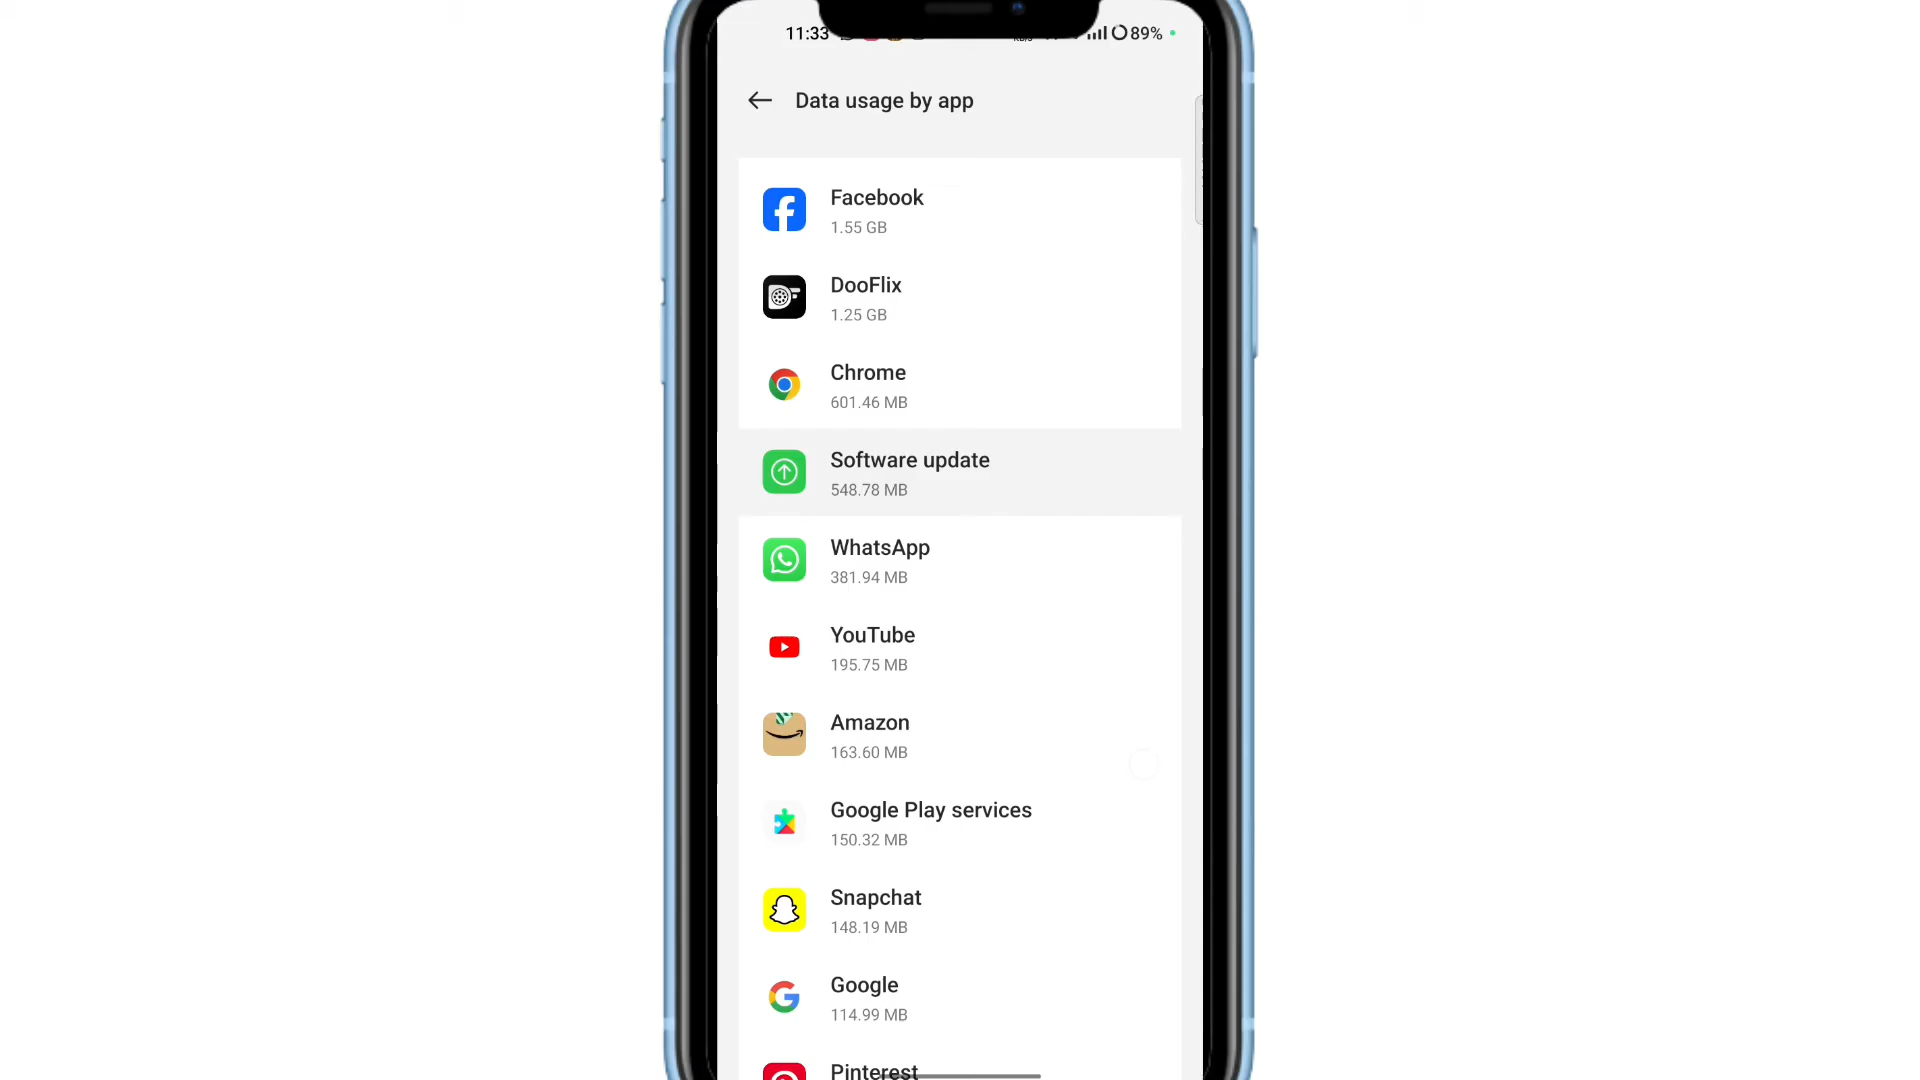 11:33 89%
Data usage by app
Facebook
1.55 GB
DooFlix
1.25 GB
Chrome
601.46 MB
Software update
548.78 MB
WhatsApp
381.94 MB
YouTube
195.75 MB
Amazon
163.60 MB
Google Play services
150.32 MB
Snapchat
148.19 MB
Google
114.99 MB
Pinterest